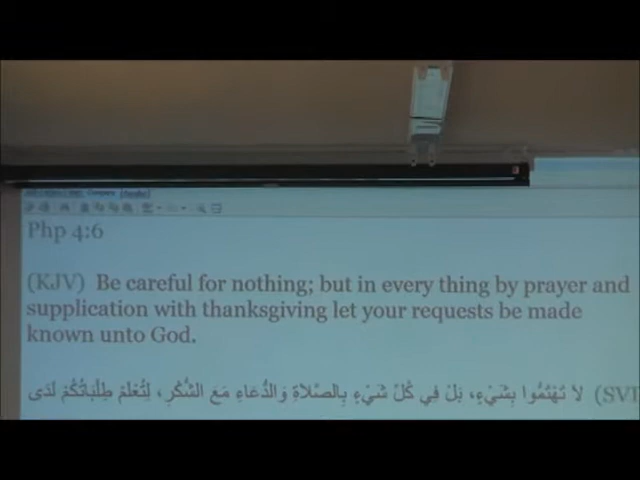 Php 4:6
(KJV) Be careful for nothing; but in every thing by prayer and
supplication with thanksgiving let your requests be made
known unto God.
(SVD) لَا تَهْتَمُّوا بِشَيْءٍ، بَلْ فِي كُلِّ شَيْءٍ بِالصَّلَاةِ وَالدُّعَاءِ مَعَ الشُّكْرِ، لِتُعْلَمْ طِلْبَاتُكُمْ لَدَى